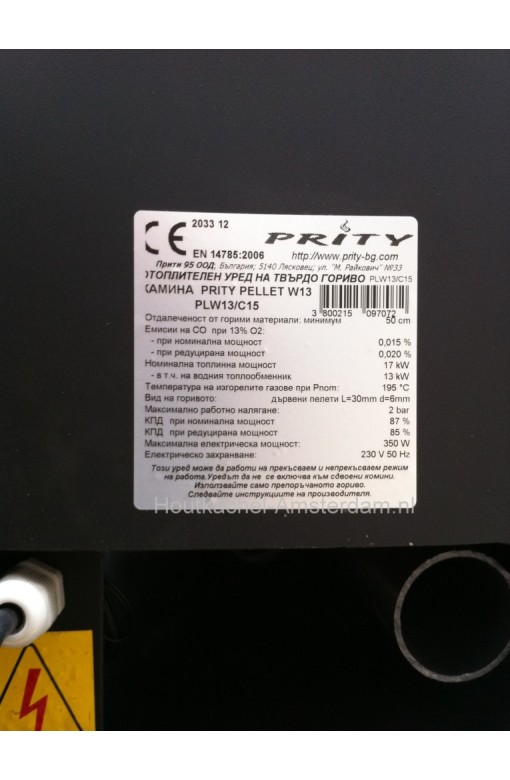 CE 2033 12
PRITY
EN 14785:2006 http://www.prity-bg.com
Прити 95 ООД, България; 5140 Лясковец; ул. "М. Райкович" №33
ОТОПЛИТЕЛЕН УРЕД НА ТВЪРДО ГОРИВО PLW13/C15
КАМИНА PRITY PELLET W13
PLW13/C15
3 800215 097072
Отдалеченост от горими материали: минимум 50 cm
Емисии на CO при 13% O2:
- при номинална мощност 0,015 %
- при редуцирана мощност 0,020 %
Номинална топлинна мощност 17 kW
- в т.ч. на водния топлообменник 13 kW
Температура на изгорелите газове при Pnom: 195 °C
Вид на горивото: дървени пелети L=30mm d=6mm
Максимално работно налягане: 2 bar
КПД при номинална мощност 87 %
КПД при редуцирана мощност 85 %
Максимална електрическа мощност: 350 W
Електрическо захранване: 230 V 50 Hz
Този уред може да работи на прекъсваем и непрекъсваем режим
на работа.Уредът да не се включва към сдвоени комини.
Използвайте само препоръчаното гориво.
Следвайте инструкциите на производителя.
Houtkachel-Amsterdam.nl